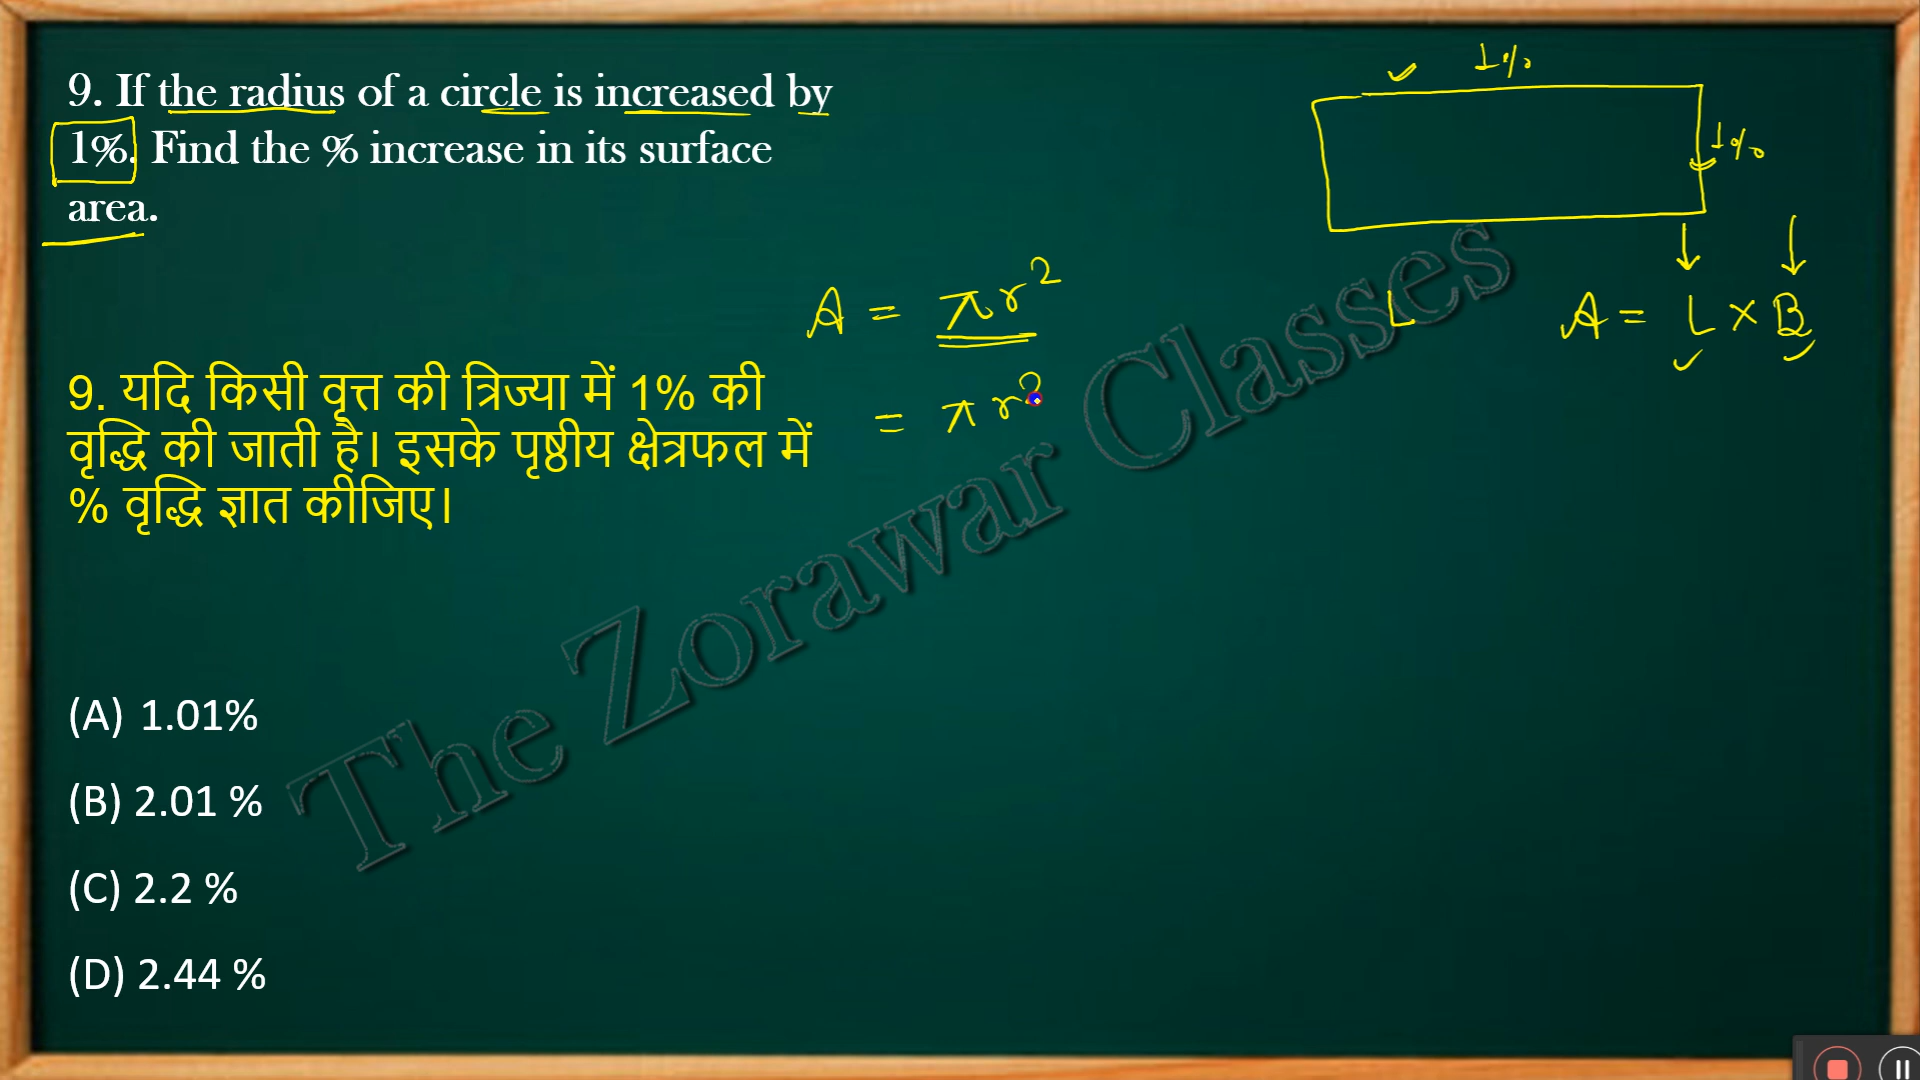 9. If the radius of a circle is increased by
1%. Find the % increase in its surface
area.
1%
1%
A = πr²
L
A = L × B
= πr²
9. यदि किसी वृत्त की त्रिज्या में 1% की
वृद्धि की जाती है। इसके पृष्ठीय क्षेत्रफल में
% वृद्धि ज्ञात कीजिए।
The Zorawar Classes
(A) 1.01%
(B) 2.01 %
(C) 2.2 %
(D) 2.44 %